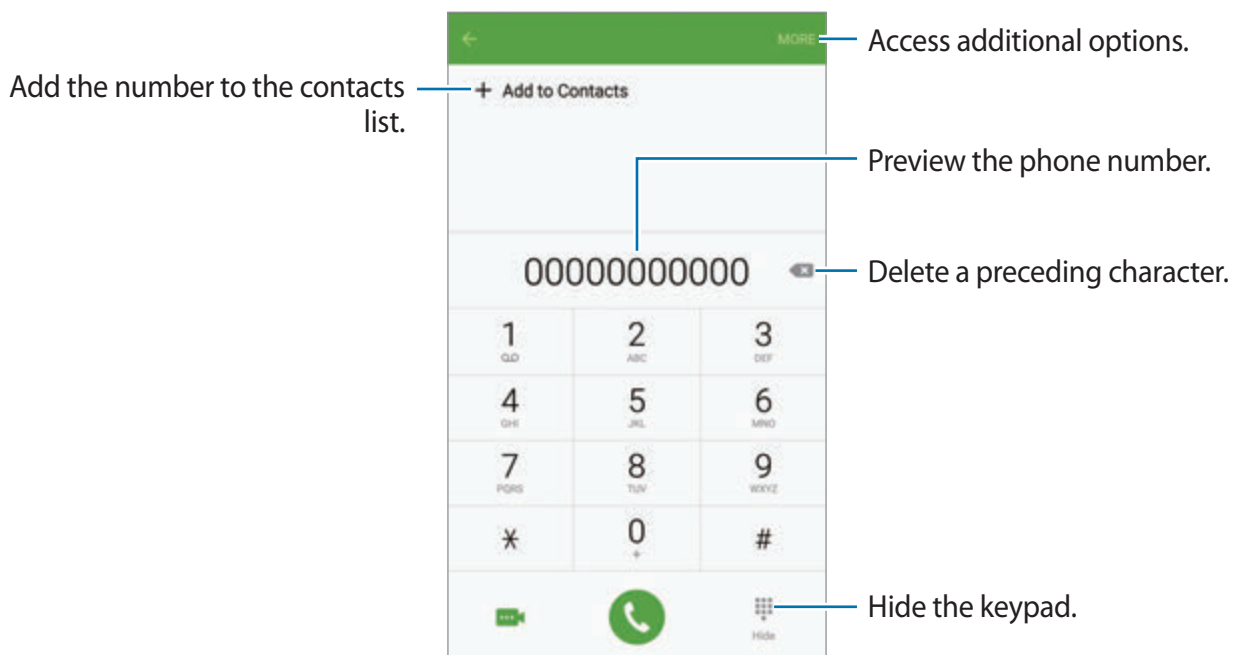 MORE
Access additional options.
Add the number to the contacts
list.
+ Add to Contacts
Preview the phone number.
00000000000
Delete a preceding character.
1 2 3
ABC DEF
4 5 6
GHI JKL MNO
7 8 9
PQRS TUV WXYZ
* 0 #
+
Hide the keypad.
Hide